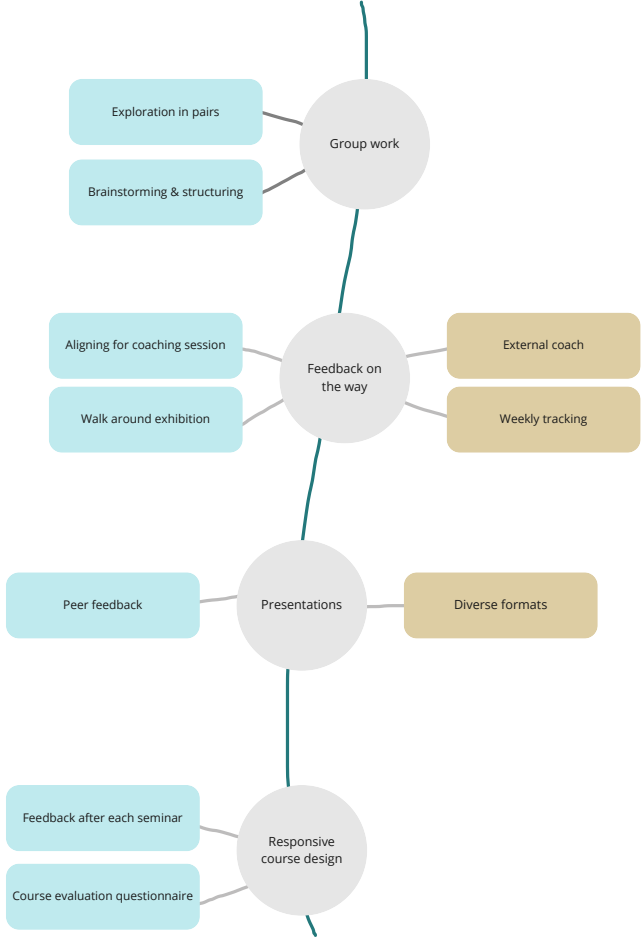 Exploration in pairs
Group work
Brainstorming & structuring
Aligning for coaching session
Feedback on
the way
External coach
Walk around exhibition
Weekly tracking
Peer feedback
Presentations
Diverse formats
Feedback after each seminar
Responsive
course design
Course evaluation questionnaire